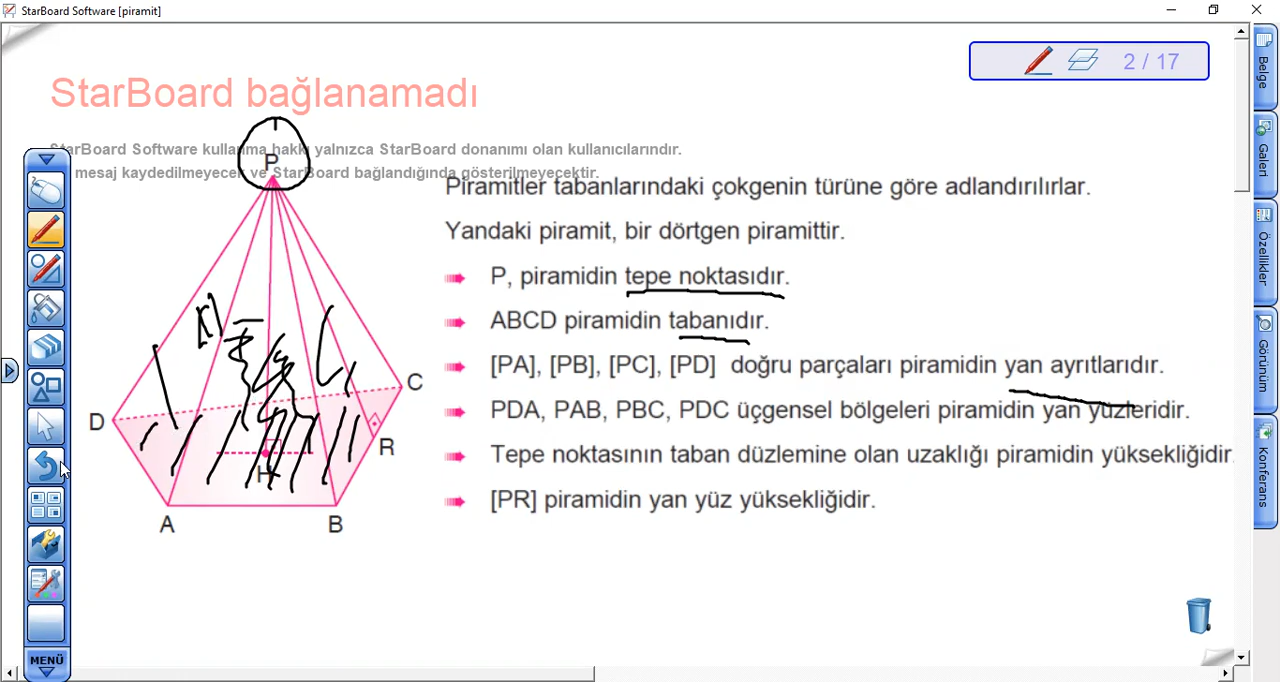 StarBoard Software [piramit]
2 / 17
StarBoard bağlanamadı
StarBoard Software kullanma hakkı yalnızca StarBoard donanımı olan kullanıcılarındır.
mesaj kaydedilmeyecek ve StarBoard bağlandığında gösterilmeyecektir.
P
Piramitler tabanlarındaki çokgenin türüne göre adlandırılırlar.
Yandaki piramit, bir dörtgen piramittir.
P, piramidin tepe noktasıdır.
ABCD piramidin tabanıdır.
[PA], [PB], [PC], [PD] doğru parçaları piramidin yan ayrıtlarıdır.
PDA, PAB, PBC, PDC üçgensel bölgeleri piramidin yan yüzleridir.
Tepe noktasının taban düzlemine olan uzaklığı piramidin yüksekliğidir.
[PR] piramidin yan yüz yüksekliğidir.
C
D
R
H
A
B
MENÜ
Belge
Galeri
Özellikler
Görünüm
Konferans